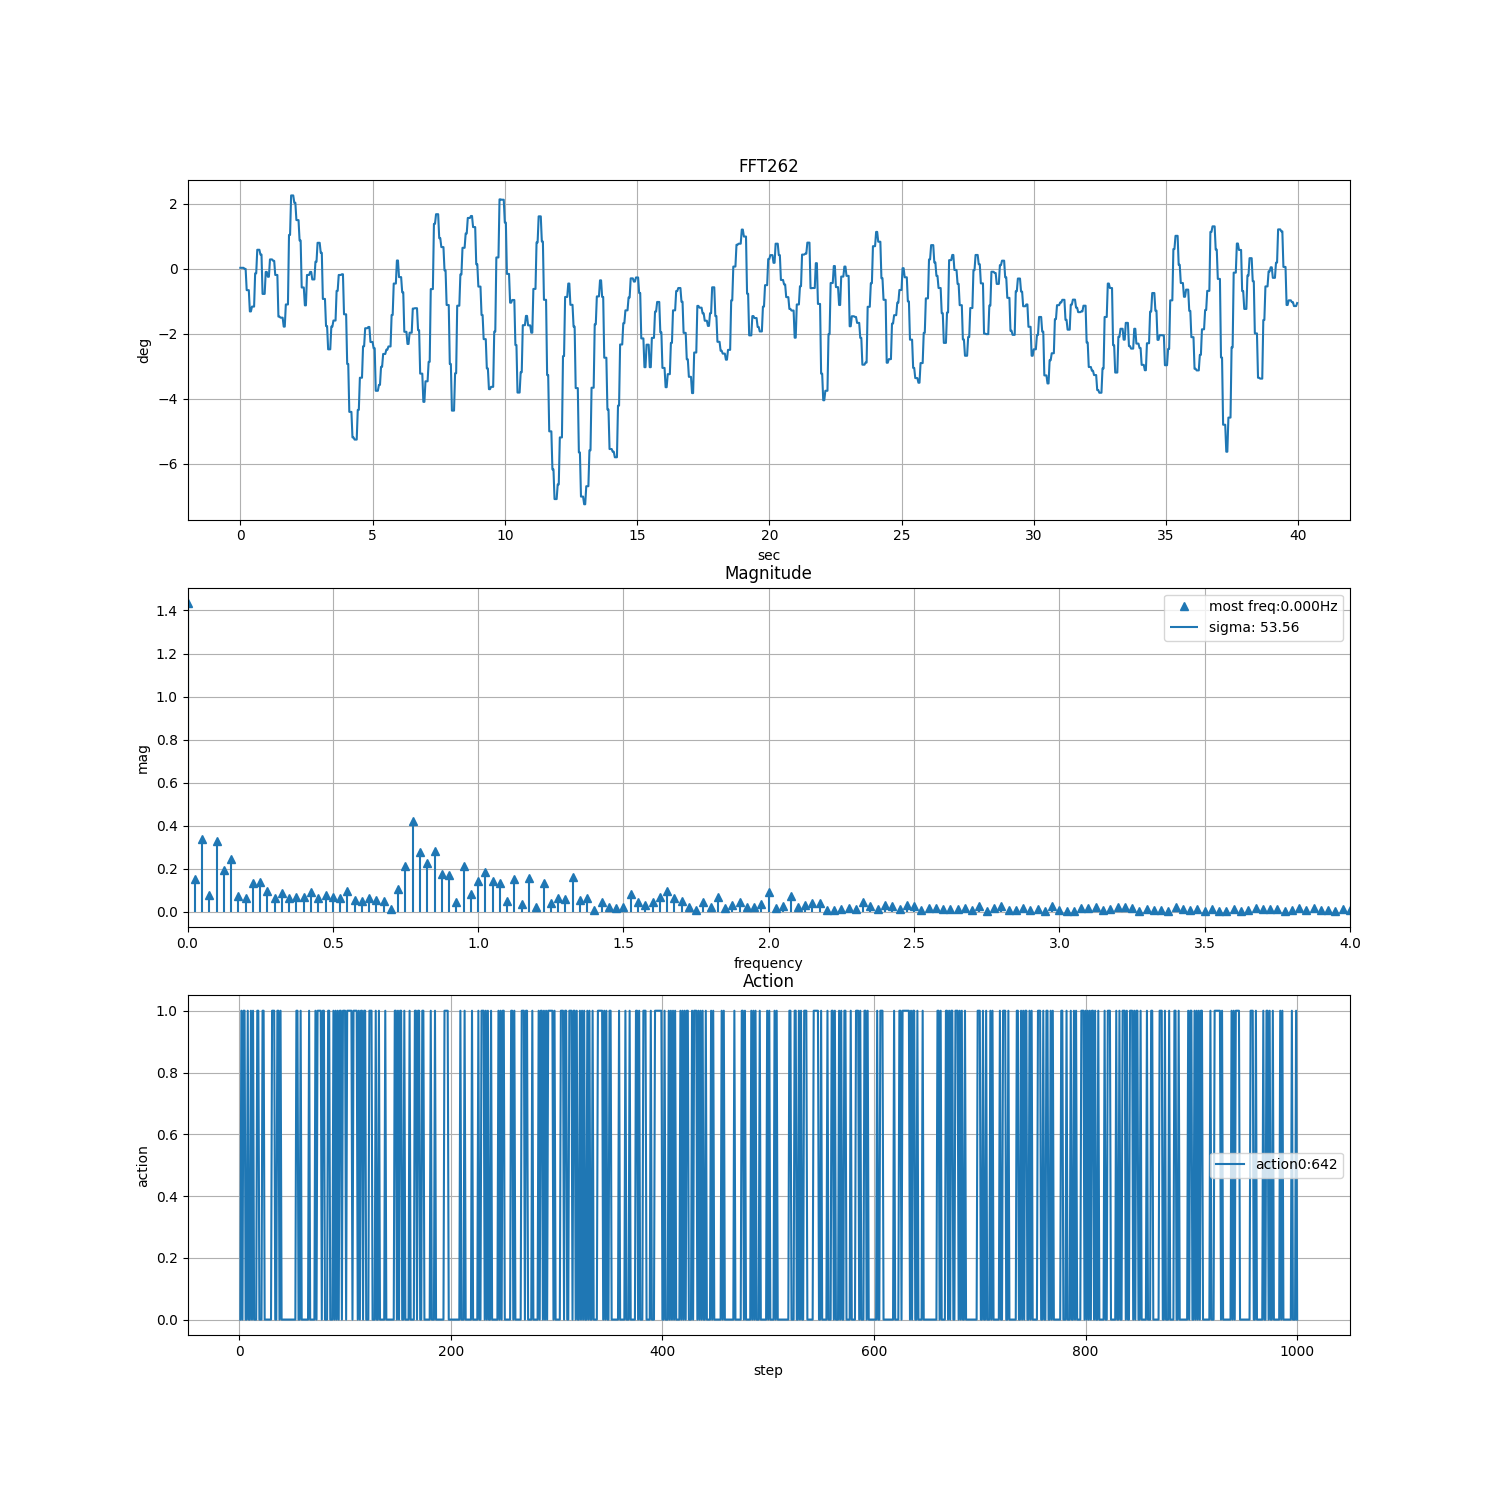 FFT262
2
0
−2
−4
−6
deg
0 5 10 15 20 25 30 35 40
sec
Magnitude
1.4
1.2
1.0
0.8
0.6
0.4
0.2
0.0
mag
most freq:0.000Hz
sigma: 53.56
0.0 0.5 1.0 1.5 2.0 2.5 3.0 3.5 4.0
frequency
Action
1.0
0.8
0.6
0.4
0.2
0.0
action
action0:642
0 200 400 600 800 1000
step